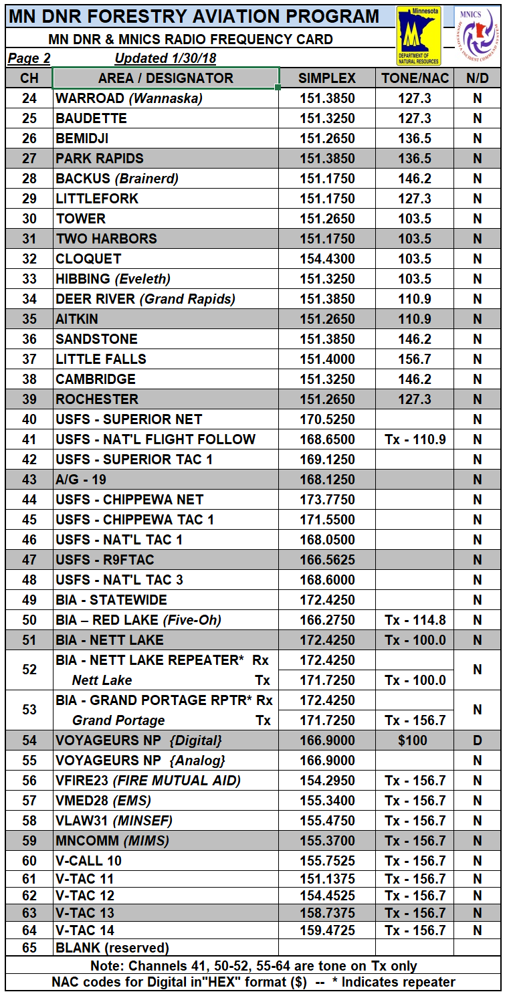 MN DNR FORESTRY AVIATION PROGRAM
MN DNR & MNICS RADIO FREQUENCY CARD
Page 2 Updated 1/30/18
Minnesota
M
DEPARTMENT OF
NATURAL RESOURCES
MNICS
MINNESOTA INCIDENT COMMAND SYSTEM
CH AREA / DESIGNATOR SIMPLEX TONE/NAC N/D
24 WARROAD (Wannaska) 151.3850 127.3 N
25 BAUDETTE 151.3250 127.3 N
26 BEMIDJI 151.2650 136.5 N
27 PARK RAPIDS 151.3850 136.5 N
28 BACKUS (Brainerd) 151.1750 146.2 N
29 LITTLEFORK 151.1750 127.3 N
30 TOWER 151.2650 103.5 N
31 TWO HARBORS 151.1750 103.5 N
32 CLOQUET 154.4300 103.5 N
33 HIBBING (Eveleth) 151.3250 103.5 N
34 DEER RIVER (Grand Rapids) 151.3850 110.9 N
35 AITKIN 151.2650 110.9 N
36 SANDSTONE 151.3850 146.2 N
37 LITTLE FALLS 151.4000 156.7 N
38 CAMBRIDGE 151.3250 146.2 N
39 ROCHESTER 151.2650 127.3 N
40 USFS - SUPERIOR NET 170.5250 N
41 USFS - NAT'L FLIGHT FOLLOW 168.6500 Tx - 110.9 N
42 USFS - SUPERIOR TAC 1 169.1250 N
43 A/G - 19 168.1250 N
44 USFS - CHIPPEWA NET 173.7750 N
45 USFS - CHIPPEWA TAC 1 171.5500 N
46 USFS - NAT'L TAC 1 168.0500 N
47 USFS - R9FTAC 166.5625 N
48 USFS - NAT'L TAC 3 168.6000 N
49 BIA - STATEWIDE 172.4250 N
50 BIA – RED LAKE (Five-Oh) 166.2750 Tx - 114.8 N
51 BIA - NETT LAKE 172.4250 Tx - 100.0 N
52 BIA - NETT LAKE REPEATER* Rx 172.4250 N
Nett Lake Tx 171.7250 Tx - 100.0
53 BIA - GRAND PORTAGE RPTR* Rx 172.4250 N
Grand Portage Tx 171.7250 Tx - 156.7
54 VOYAGEURS NP {Digital} 166.9000 $100 D
55 VOYAGEURS NP {Analog} 166.9000 N
56 VFIRE23 (FIRE MUTUAL AID) 154.2950 Tx - 156.7 N
57 VMED28 (EMS) 155.3400 Tx - 156.7 N
58 VLAW31 (MINSEF) 155.4750 Tx - 156.7 N
59 MNCOMM (MIMS) 155.3700 Tx - 156.7 N
60 V-CALL 10 155.7525 Tx - 156.7 N
61 V-TAC 11 151.1375 Tx - 156.7 N
62 V-TAC 12 154.4525 Tx - 156.7 N
63 V-TAC 13 158.7375 Tx - 156.7 N
64 V-TAC 14 159.4725 Tx - 156.7 N
65 BLANK (reserved)
Note: Channels 41, 50-52, 55-64 are tone on Tx only
NAC codes for Digital in"HEX" format ($) -- * Indicates repeater